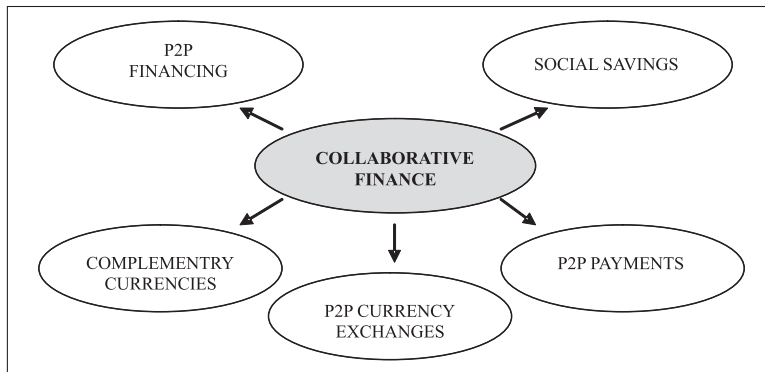 P2P
FINANCING
SOCIAL SAVINGS
COLLABORATIVE
FINANCE
COMPLEMENTRY
CURRENCIES
P2P CURRENCY
EXCHANGES
P2P PAYMENTS